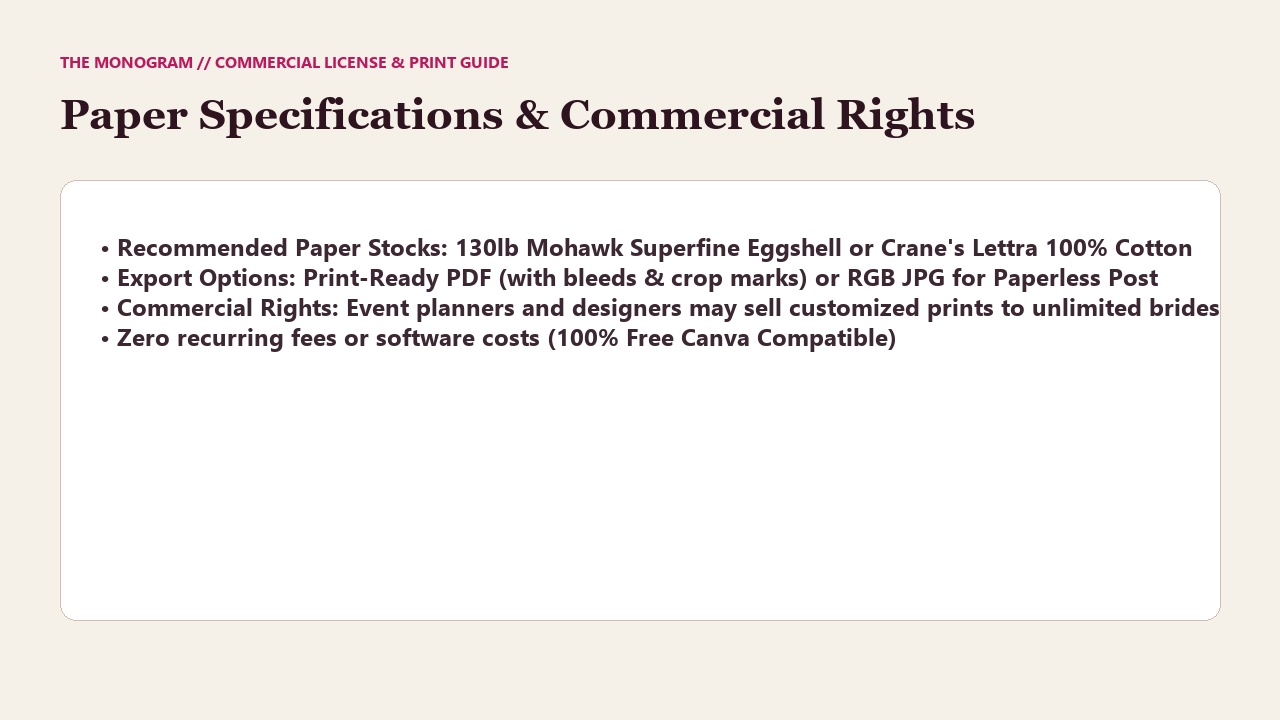 THE MONOGRAM // COMMERCIAL LICENSE & PRINT GUIDE
Paper Specifications & Commercial Rights
• Recommended Paper Stocks: 130lb Mohawk Superfine Eggshell or Crane's Lettra 100% Cotton
• Export Options: Print-Ready PDF (with bleeds & crop marks) or RGB JPG for Paperless Post
• Commercial Rights: Event planners and designers may sell customized prints to unlimited brides
• Zero recurring fees or software costs (100% Free Canva Compatible)